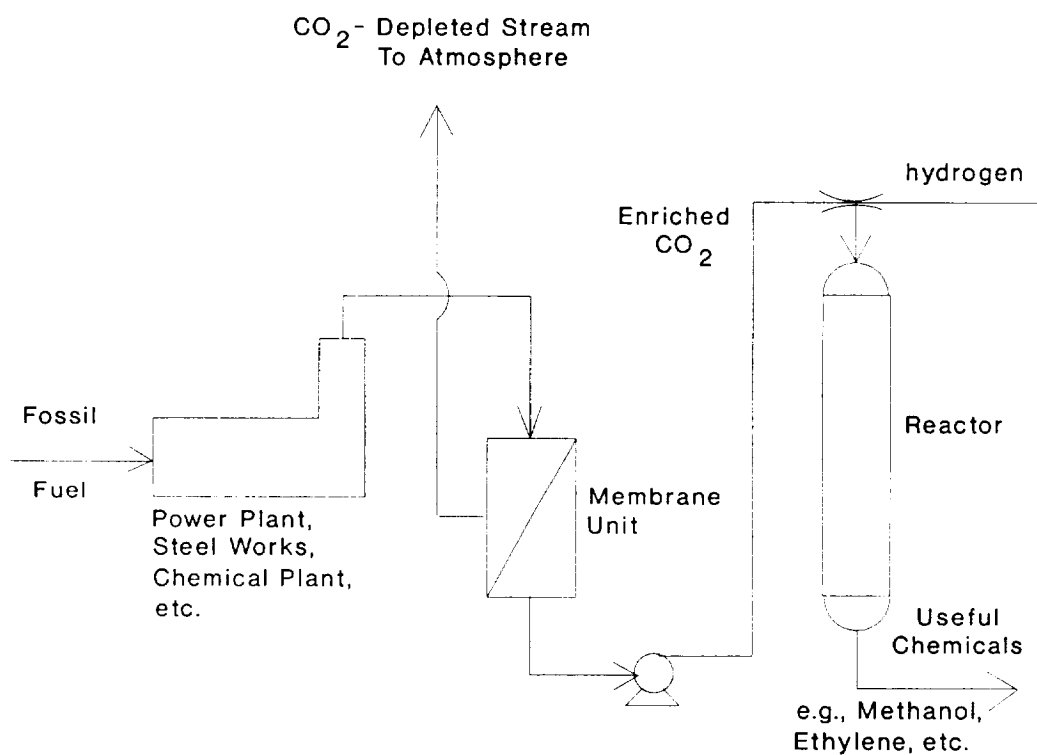 CO2- Depleted Stream
To Atmosphere
hydrogen
Enriched
CO2
Fossil
Fuel
Reactor
Membrane
Unit
Power Plant,
Steel Works,
Chemical Plant,
etc.
Useful
Chemicals
e.g., Methanol,
Ethylene, etc.